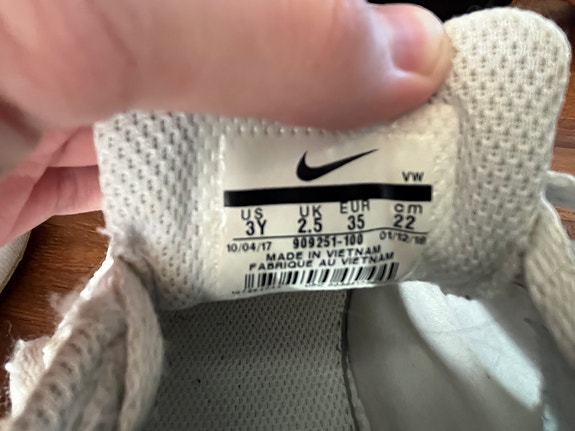 VW
US UK EUR cm
3Y 2.5 35 22
10/04/17 909251-100 01/12/18
MADE IN VIETNAM
FABRIQUE AU VIETNAM